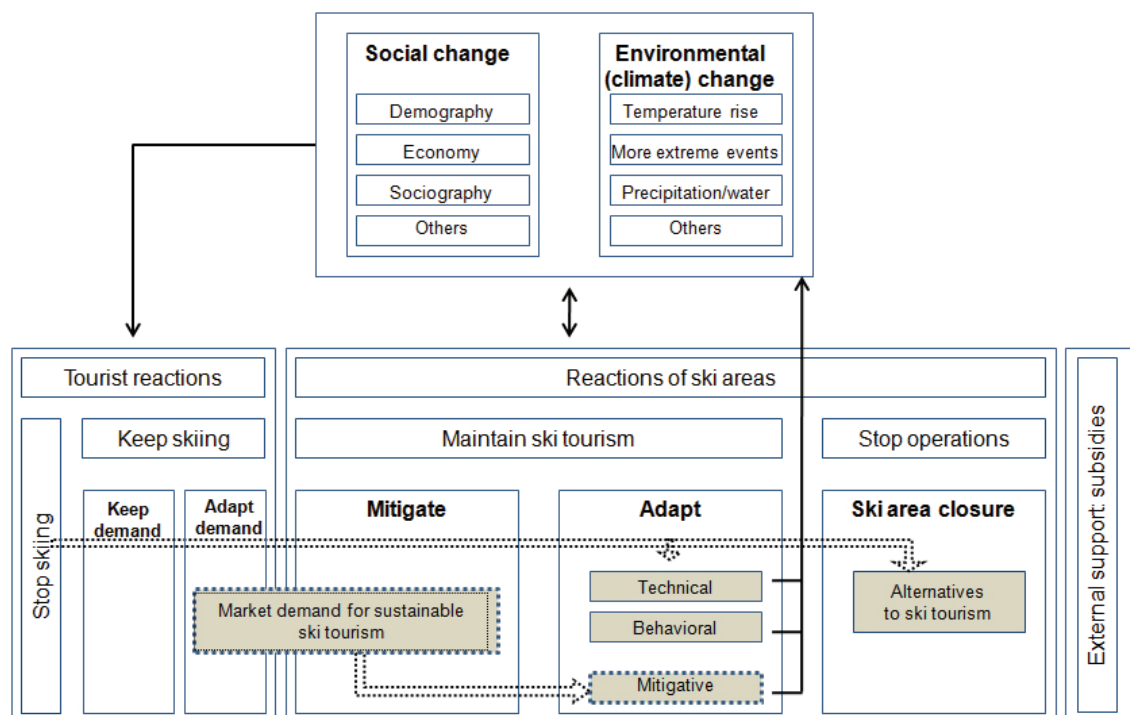 Social change
Demography
Economy
Sociography
Others
Environmental
(climate) change
Temperature rise
More extreme events
Precipitation/water
Others
Tourist reactions
Stop skiing
Keep skiing
Keep
demand
Adapt
demand
Reactions of ski areas
Maintain ski tourism
Mitigate
Market demand for sustainable
ski tourism
Adapt
Technical
Behavioral
Mitigative
Stop operations
Ski area closure
Alternatives
to ski tourism
External support: subsidies